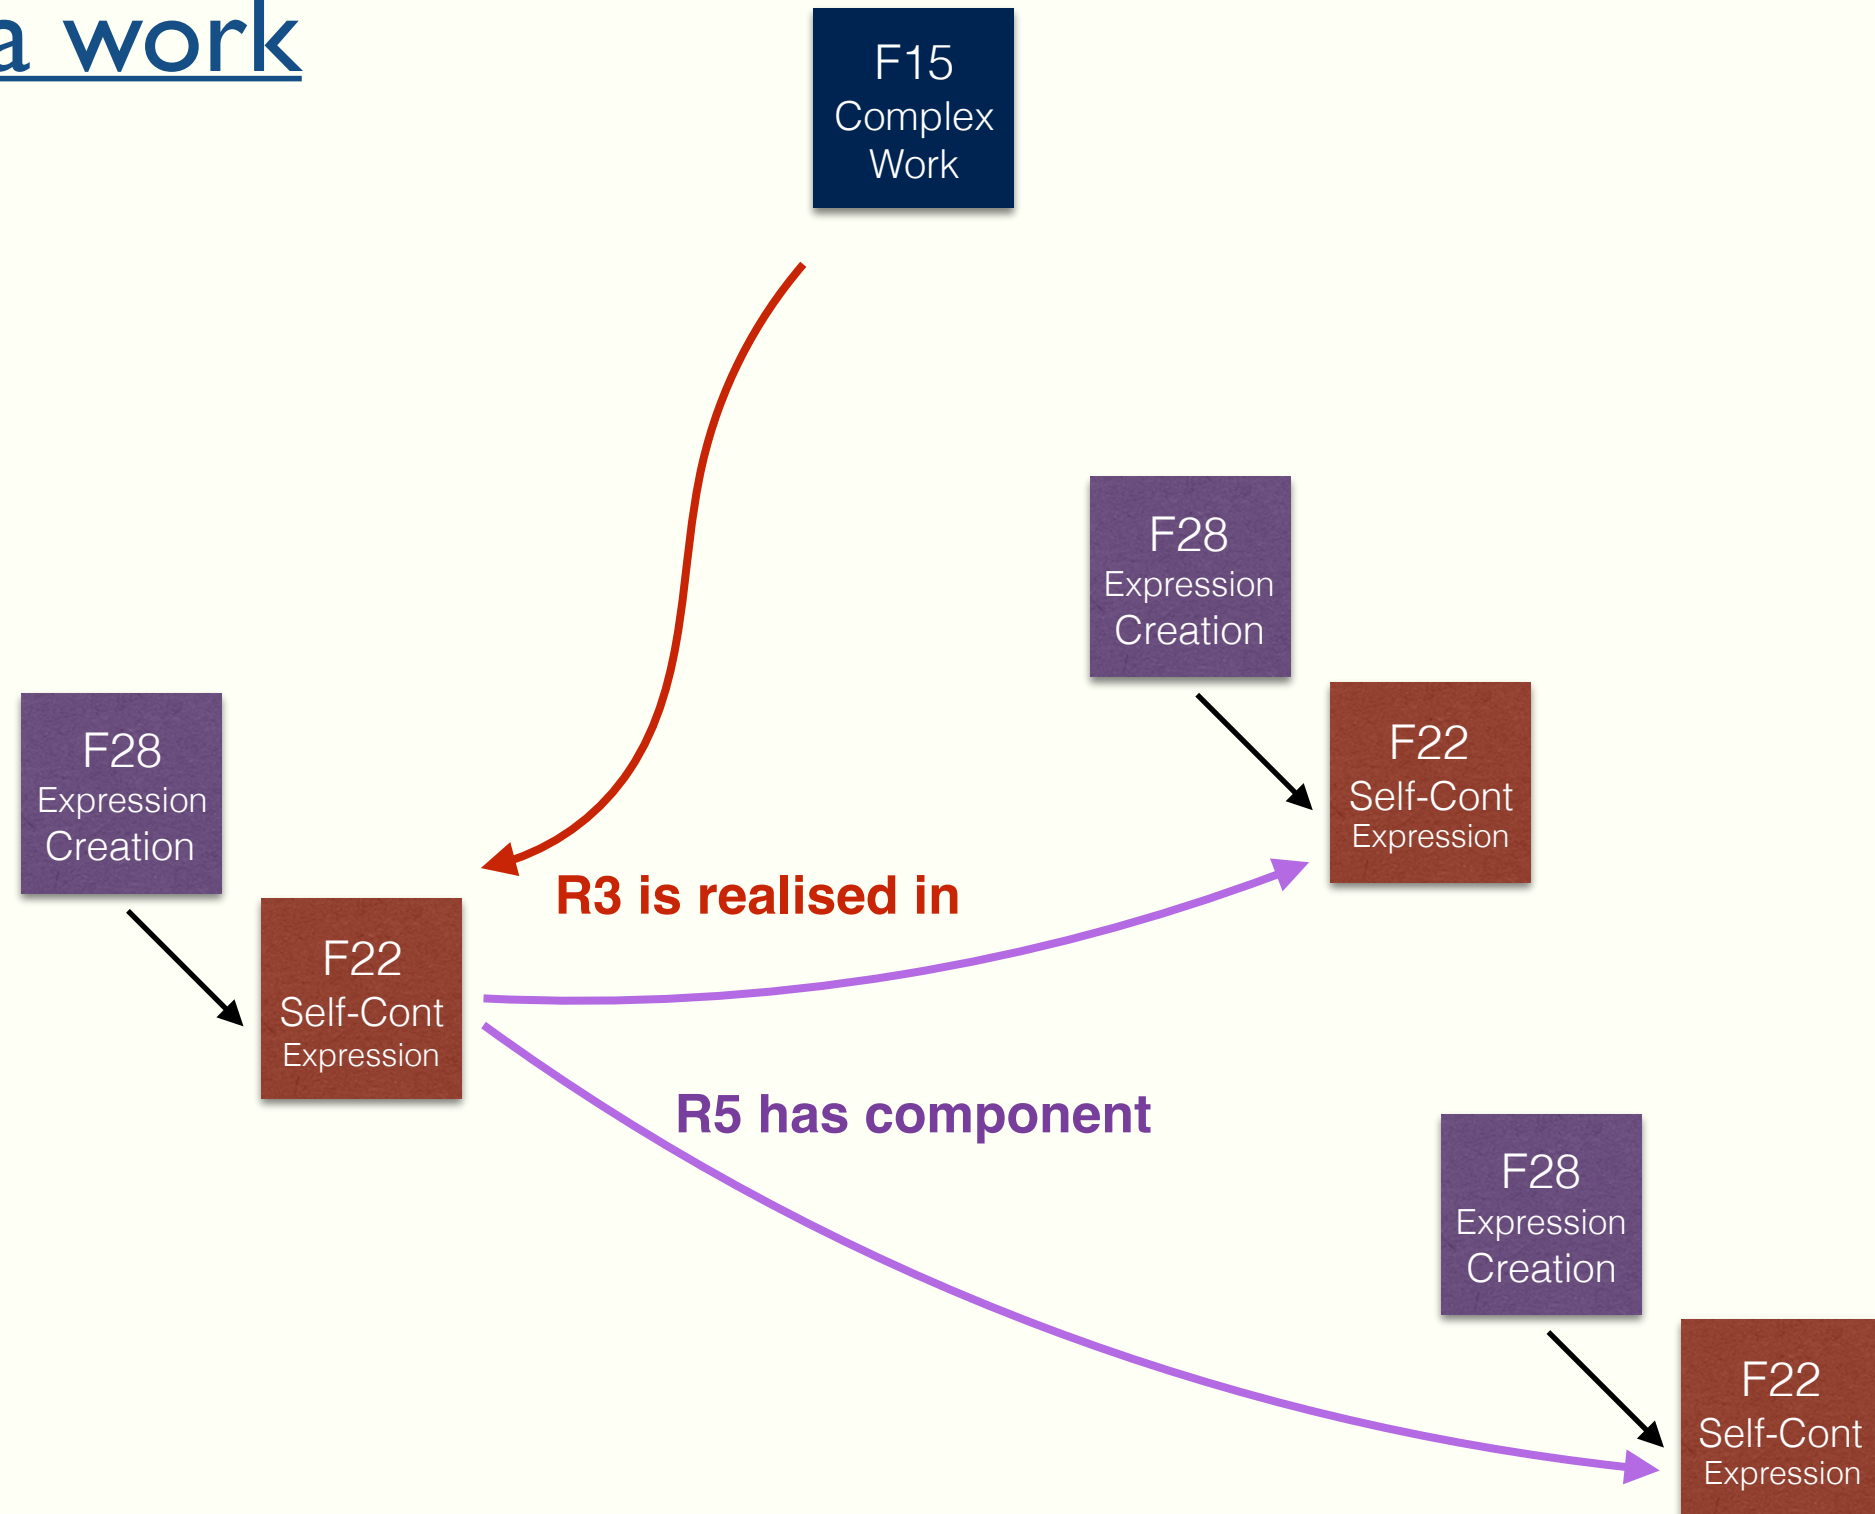 a work
F15
Complex
Work
F28
Expression
Creation
F22
Self-Cont
Expression
F28
Expression
Creation
R3 is realised in
F22
Self-Cont
Expression
R5 has component
F28
Expression
Creation
F22
Self-Cont
Expression